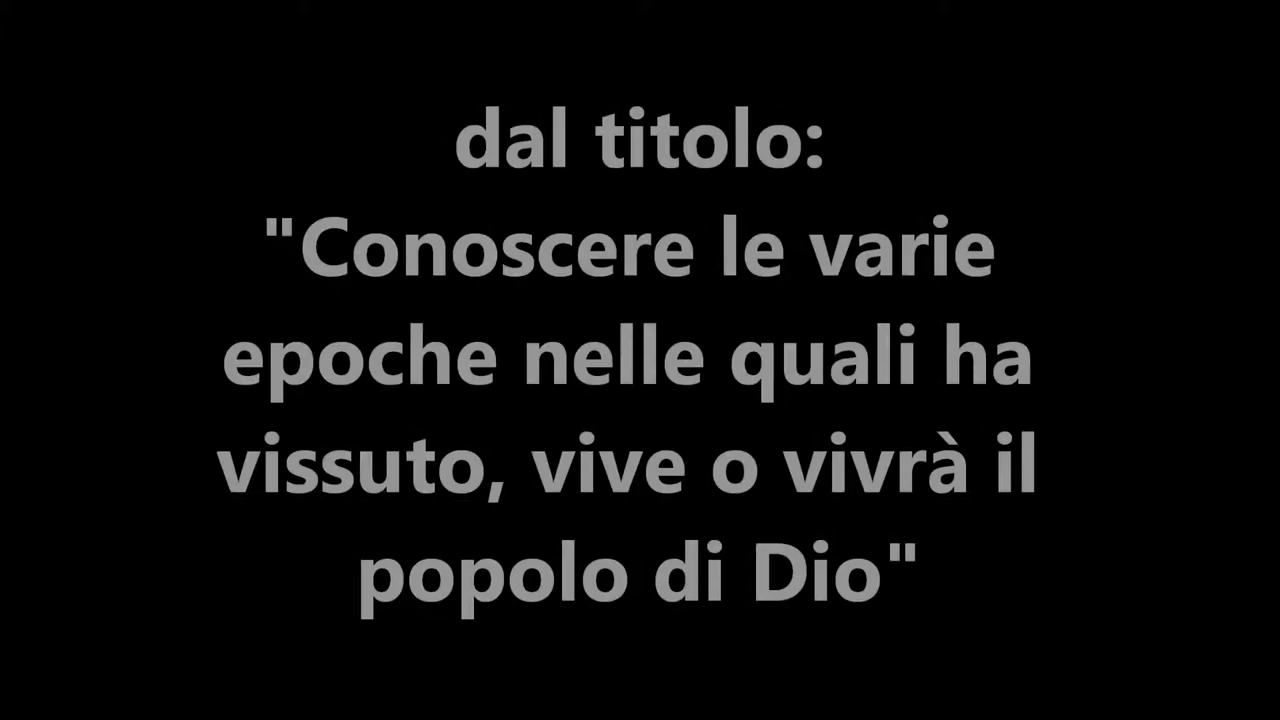 dal titolo:
"Conoscere le varie
epoche nelle quali ha
vissuto, vive o vivrà il
popolo di Dio"